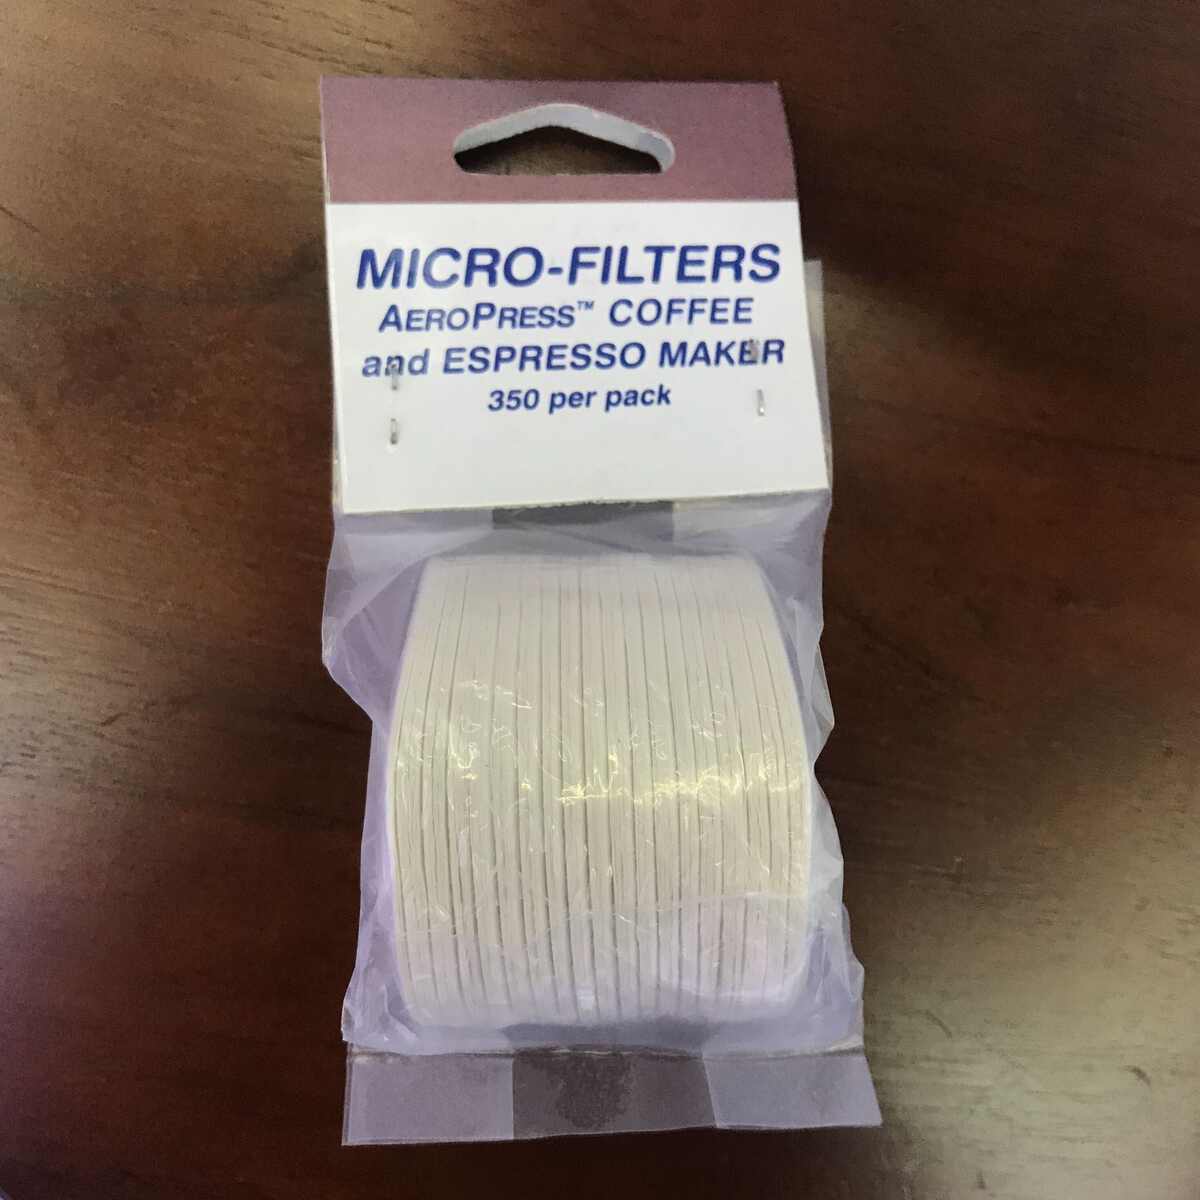 MICRO-FILTERS
AEROPRESS™ COFFEE
and ESPRESSO MAKER
350 per pack